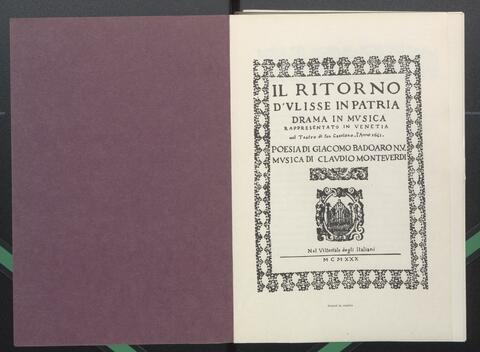 IL RITORNO
D'VLISSE IN PATRIA
DRAMA IN MVSICA
RAPPRESENTATO IN VENETIA
nel Teatro di San Cassiano, l'Anno 1641.
POESIA DI GIACOMO BADOARO N.V.
MVSICA DI CLAVDIO MONTEVERDI
Nel Vittoriale degli Italiani
MCMXXX